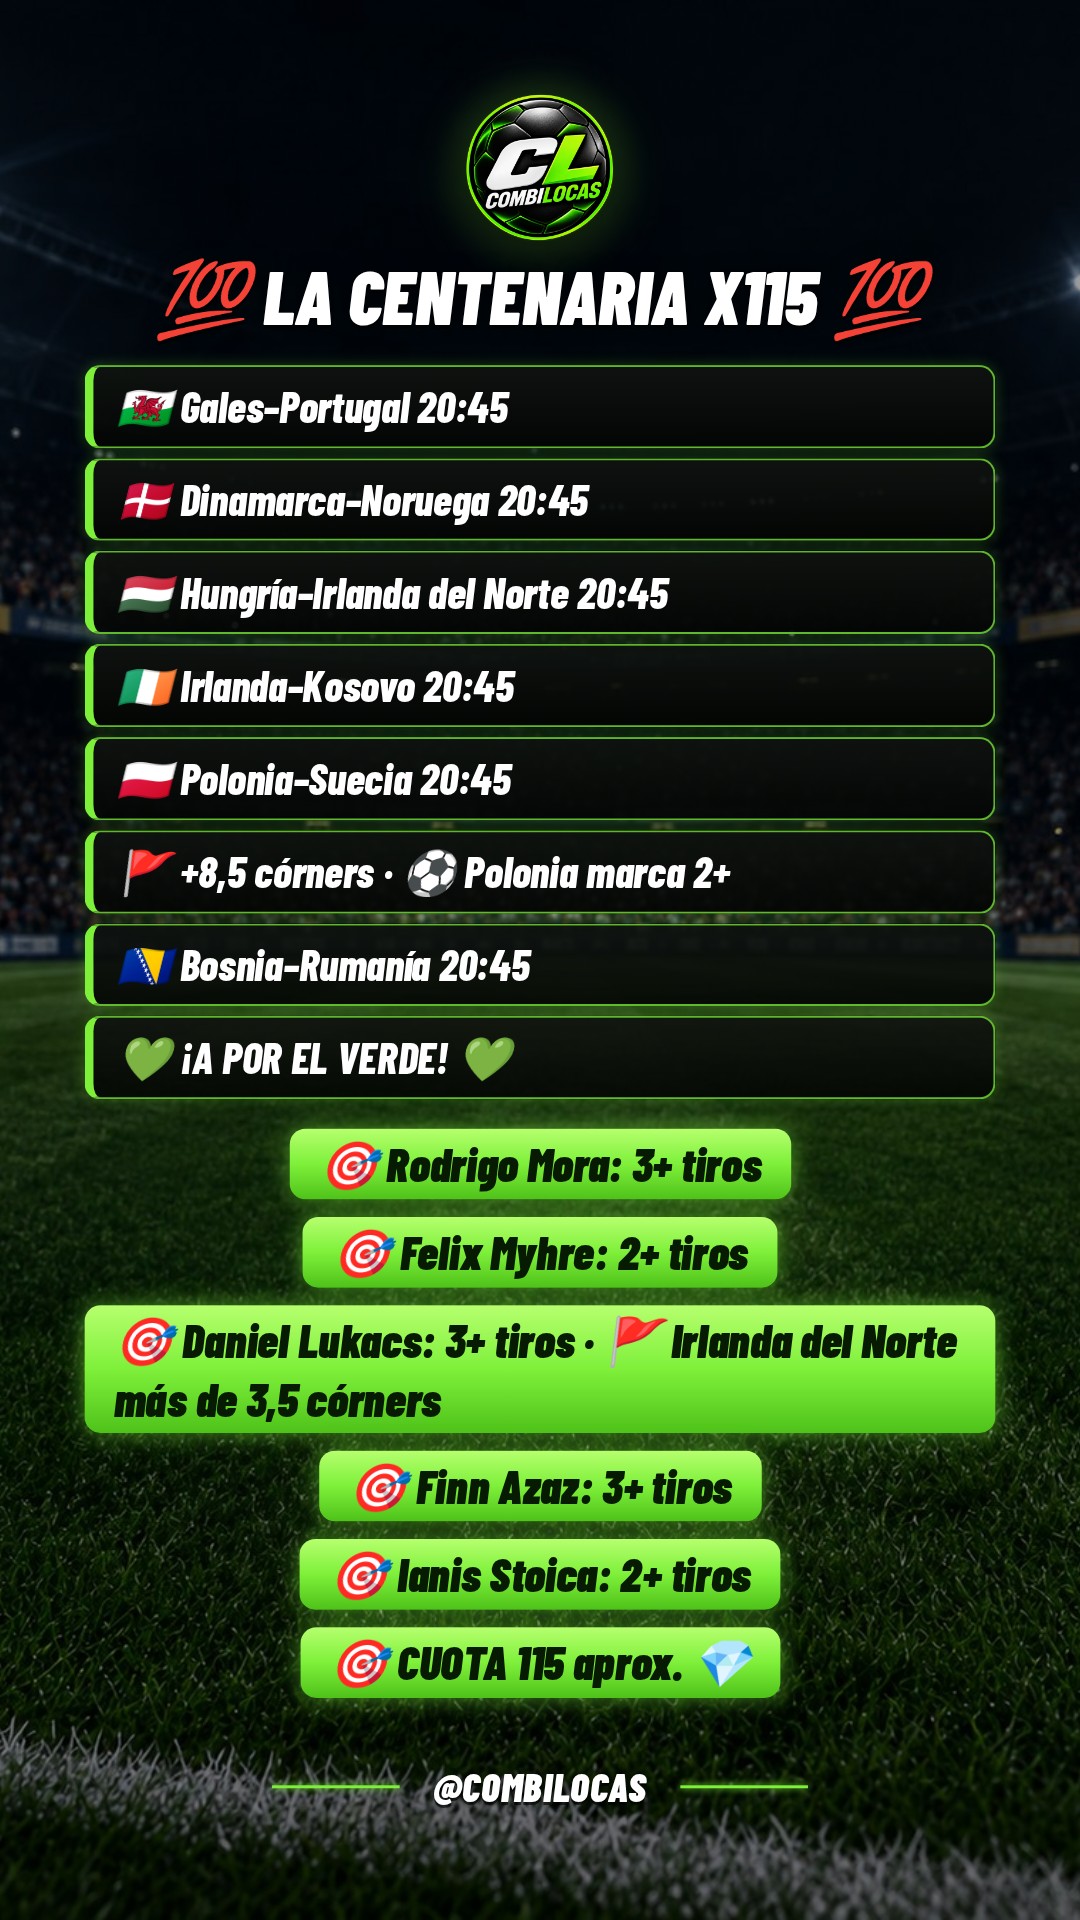 CL
COMBILOCAS
💯 LA CENTENARIA X115 💯
🏴󠁧󠁢󠁷󠁬󠁳󠁿 Gales-Portugal 20:45
🇩🇰 Dinamarca-Noruega 20:45
🇭🇺 Hungría-Irlanda del Norte 20:45
🇮🇪 Irlanda-Kosovo 20:45
🇵🇱 Polonia-Suecia 20:45
🚩 +8,5 córners · ⚽ Polonia marca 2+
🇧🇦 Bosnia-Rumanía 20:45
💚 ¡A POR EL VERDE! 💚
🎯 Rodrigo Mora: 3+ tiros
🎯 Felix Myhre: 2+ tiros
🎯 Daniel Lukacs: 3+ tiros · 🚩 Irlanda del Norte
más de 3,5 córners
🎯 Finn Azaz: 3+ tiros
🎯 Ianis Stoica: 2+ tiros
🎯 CUOTA 115 aprox. 💎
@COMBILOCAS